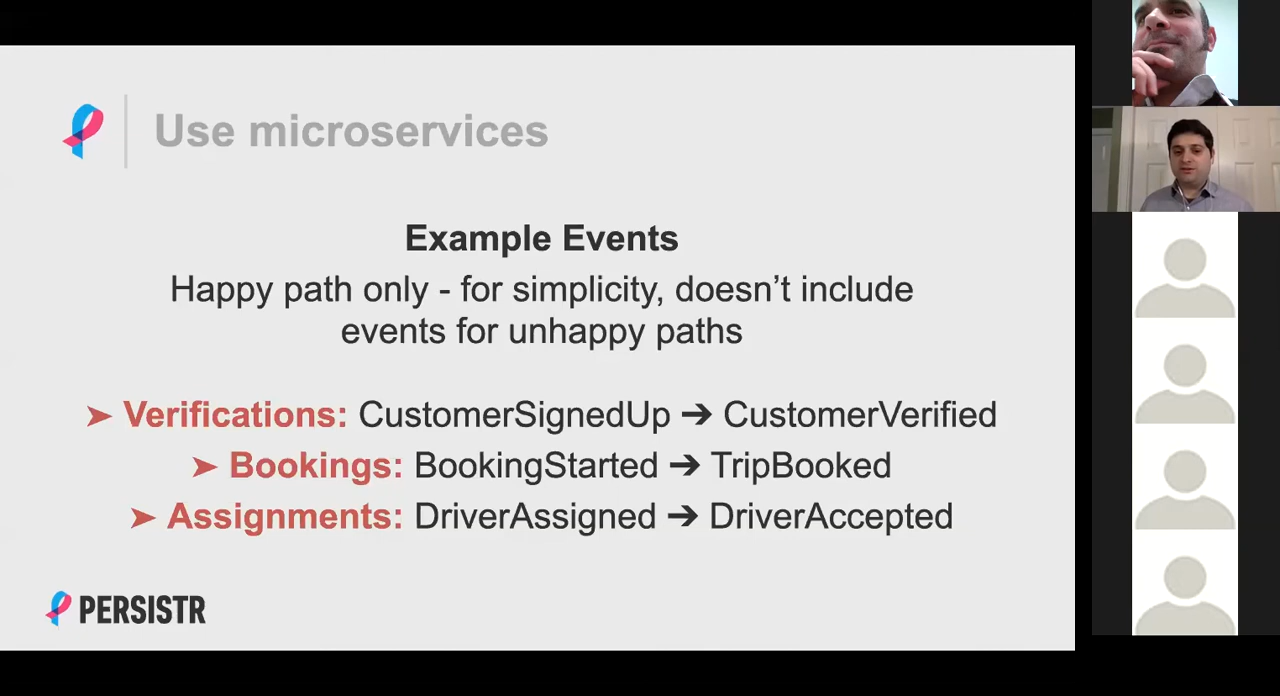 Use microservices
Example Events
Happy path only - for simplicity, doesn’t include
events for unhappy paths
➤ Verifications: CustomerSignedUp ➔ CustomerVerified
➤ Bookings: BookingStarted ➔ TripBooked
➤ Assignments: DriverAssigned ➔ DriverAccepted
PERSISTR